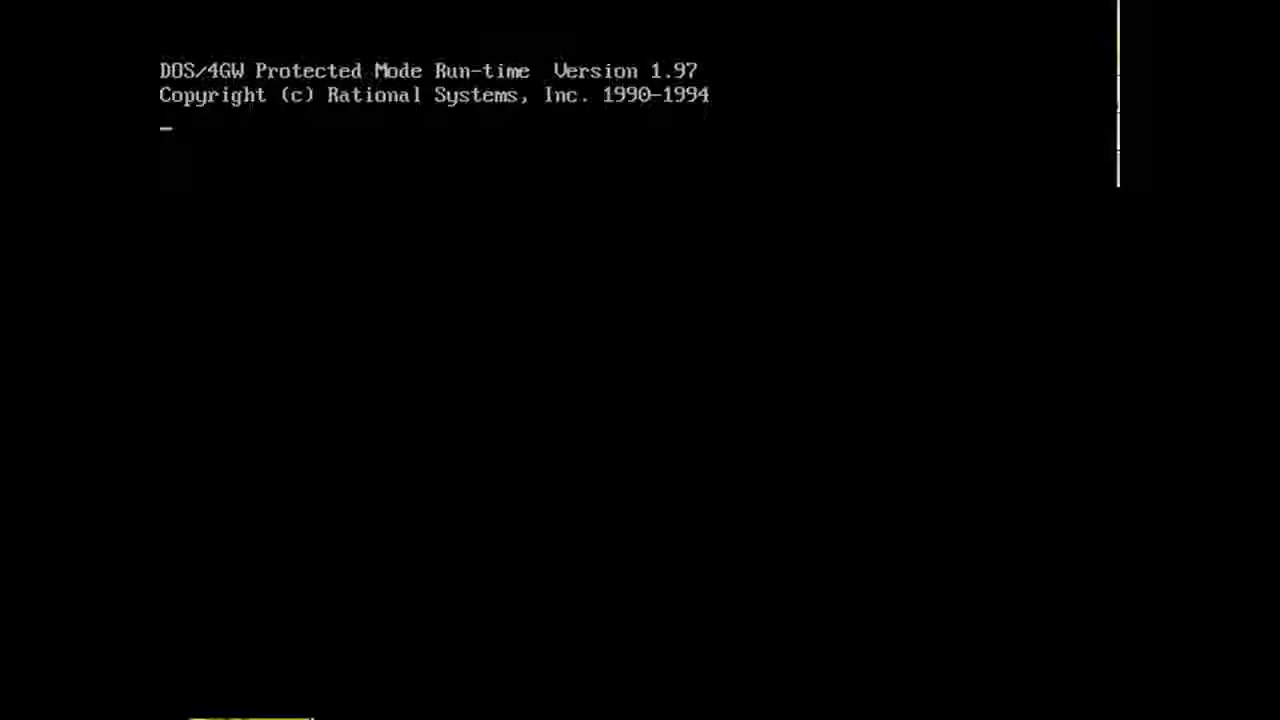 DOS/4GW Protected Mode Run-time  Version 1.97
Copyright (c) Rational Systems, Inc. 1990-1994